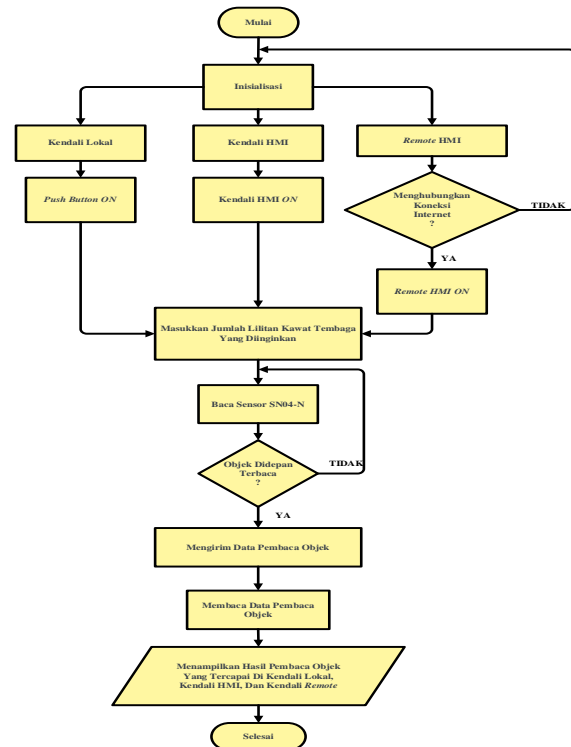 Mulai
Inisialisasi
Kendali Lokal
Kendali HMI
Remote HMI
Push Button ON
Kendali HMI ON
Menghubungkan
Koneksi
Internet
?
TIDAK
YA
Remote HMI ON
Masukkan Jumlah Lilitan Kawat Tembaga
Yang Diinginkan
Baca Sensor SN04-N
Objek Didepan
Terbaca
?
TIDAK
YA
Mengirim Data Pembaca Objek
Membaca Data Pembaca
Objek
Menampilkan Hasil Pembaca Objek
Yang Tercapai Di Kendali Lokal,
Kendali HMI, Dan Kendali Remote
Selesai